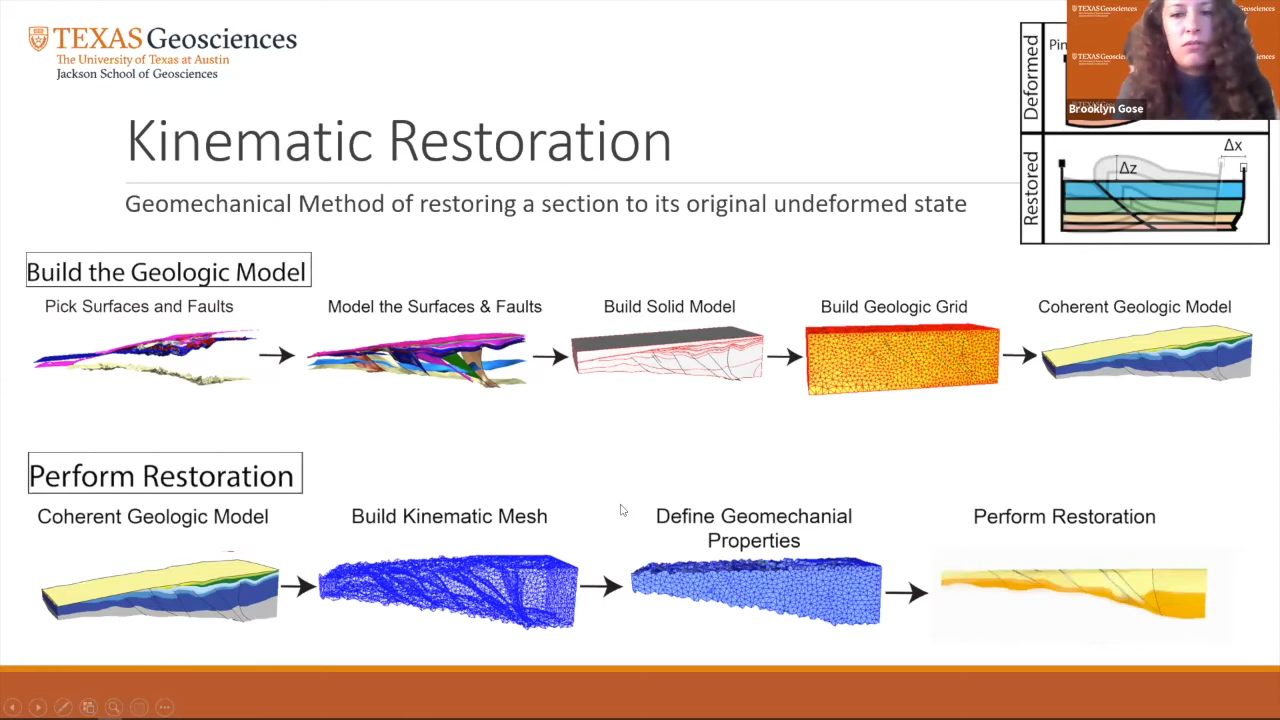 TEXAS Geosciences
The University of Texas at Austin
Jackson School of Geosciences
Kinematic Restoration
Geomechanical Method of restoring a section to its original undeformed state
Deformed
Restored
Δx
Δz
Brooklyn Gose
Build the Geologic Model
Pick Surfaces and Faults
Model the Surfaces & Faults
Build Solid Model
Build Geologic Grid
Coherent Geologic Model
Perform Restoration
Coherent Geologic Model
Build Kinematic Mesh
Define Geomechanial
Properties
Perform Restoration